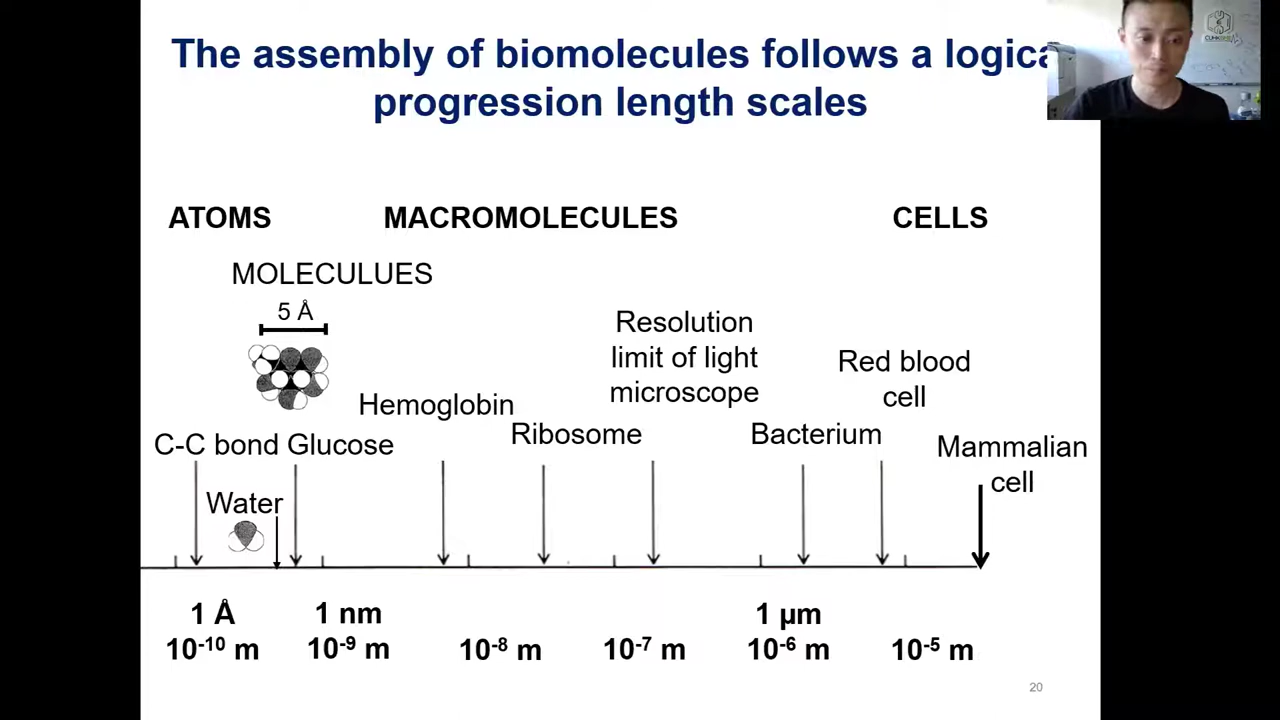 The assembly of biomolecules follows a logica
progression length scales
ATOMS MACROMOLECULES CELLS
MOLECULUES
5 Å
Resolution
limit of light
microscope
Red blood
cell
Hemoglobin
Ribosome
Bacterium
C-C bond Glucose
Mammalian
cell
Water
1 Å 1 nm 1 µm
10-10 m 10-9 m 10-8 m 10-7 m 10-6 m 10-5 m
20